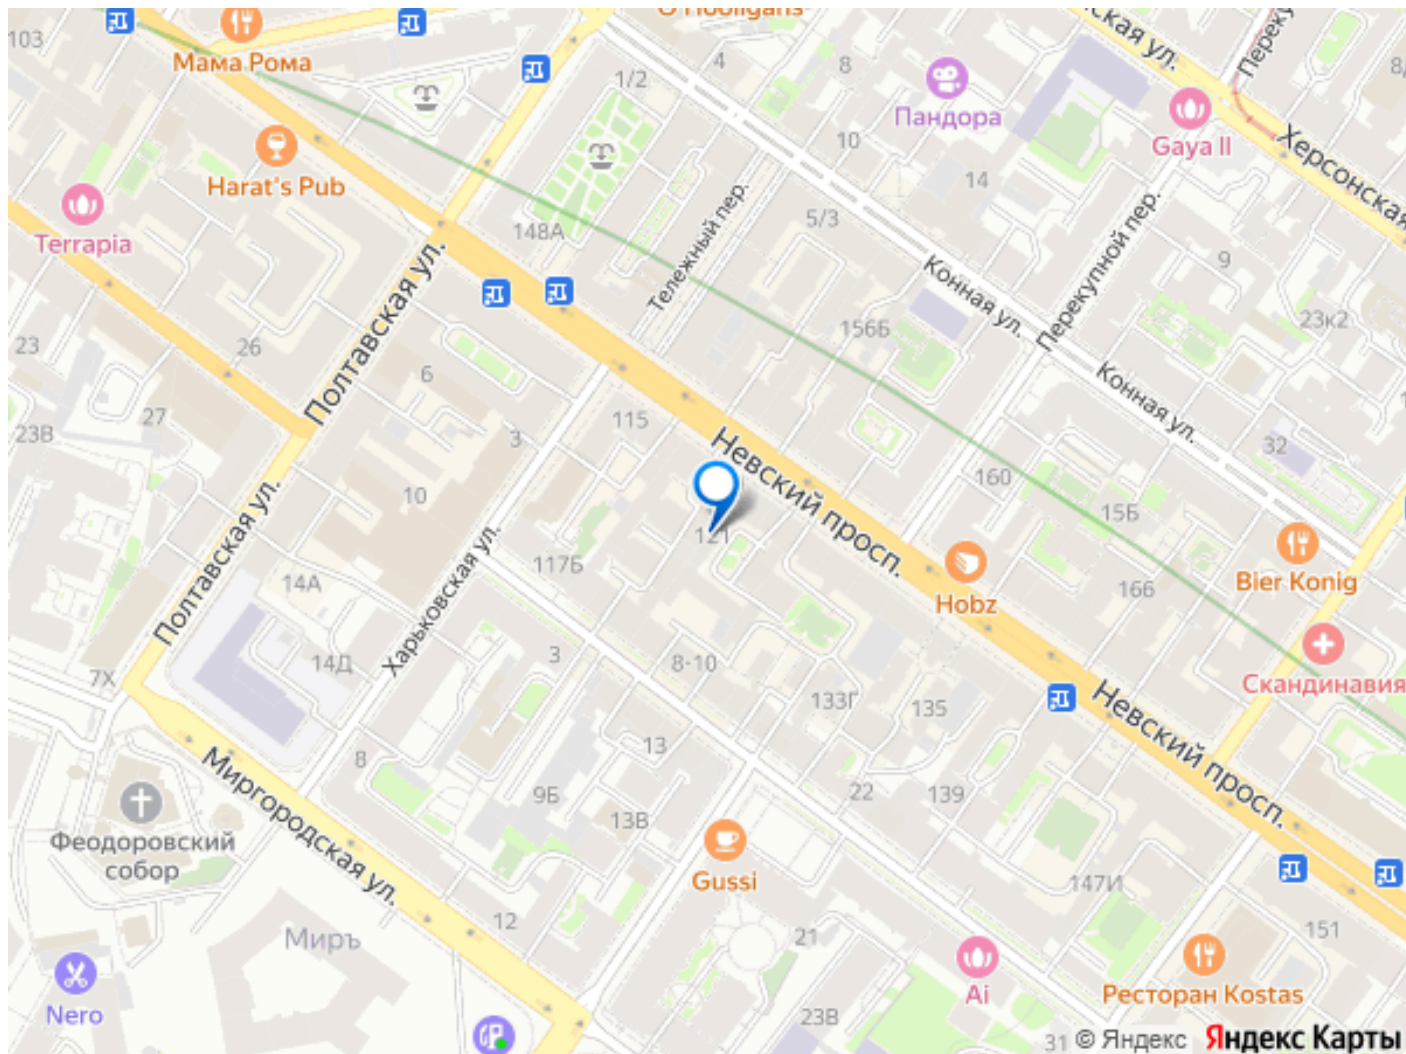 O'Hooligans
103
Мама Рома
1/2
4
8
Пандора
10
Gaya II
Херсонская
Перекупной пер.
Harat's Pub
14
Terrapia
148А
Тележный пер.
5/3
Конная ул.
9
23к2
156Б
23
26
Полтавская ул.
6
27
23В
3
115
Невский просп.
Конная ул.
32
160
15Б
10
121
117Б
Полтавская ул.
Харьковская ул.
14А
14Д
7Х
Hobz
166
Bier Konig
Скандинавия
3
8-10
133Г
135
Невский просп.
13
8
9Б
13В
22
139
Миргородская ул.
Феодоровский
собор
Gussi
147И
12
Миръ
21
151
Nero
Ai
Ресторан Kostas
23В
31
© Яндекс
Яндекс Карты